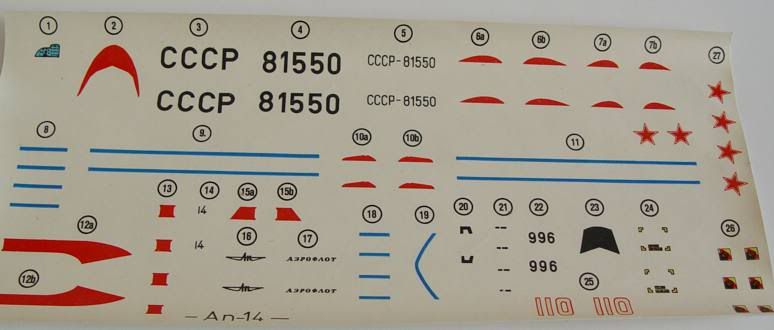 1 2 3 4 5 6a 6b 7a 7b 27
СССР 81550 СССР-81550
СССР 81550 СССР-81550
8 9. 10a 10b 11
13 14 15a 15b 18 19 20 21 22 23 24
14
996
12a 16 17 26
14 АЭРОФЛОТ
996
12b 25
АЭРОФЛОТ
110 110
Ап-14